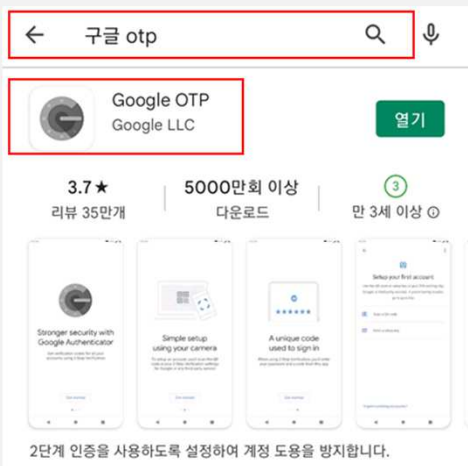 구글 otp
Google OTP
Google LLC
열기
3.7★
리뷰 35만개
5000만회 이상
다운로드
3
만 3세 이상
Stronger security with
Google Authenticator
Simple setup
using your camera
A unique code
used to sign in
Setup your first account
2단계 인증을 사용하도록 설정하여 계정 도용을 방지합니다.